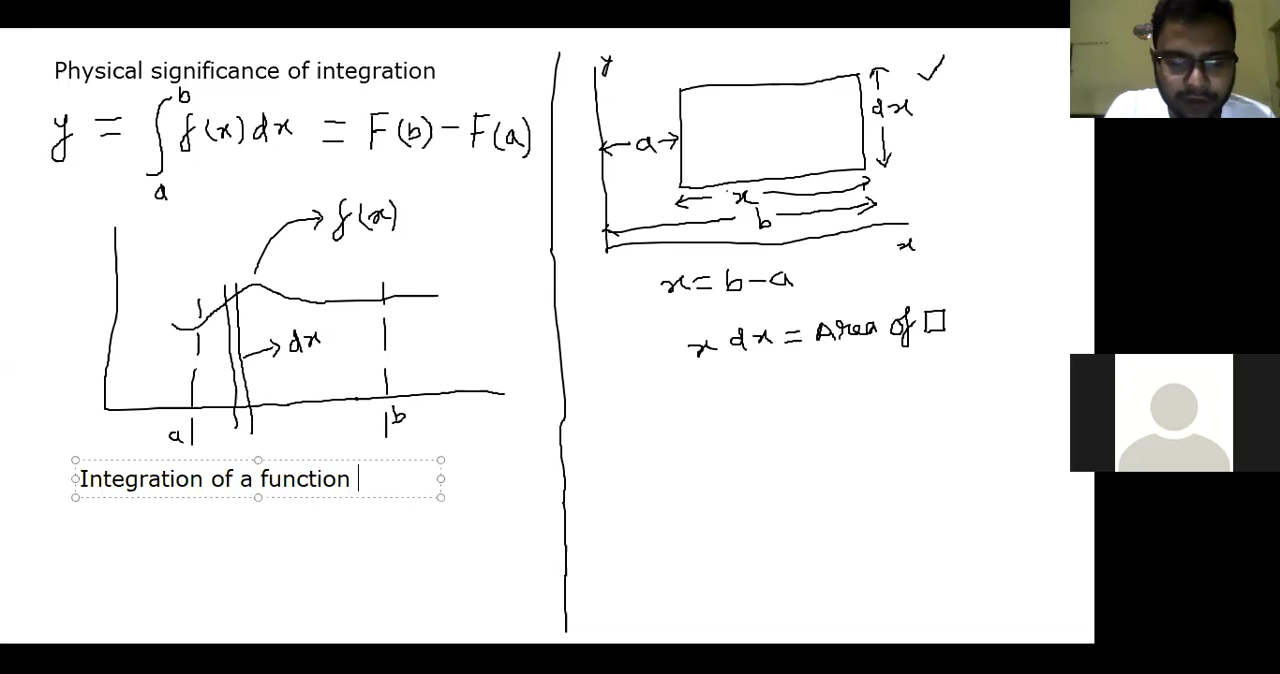 Physical significance of integration
y = ∫_a^b f(x) dx = F(b) - F(a)
f(x)
dx
a
b
Integration of a function
y
a
dx
x
b
x
x = b - a
x dx = Area of □